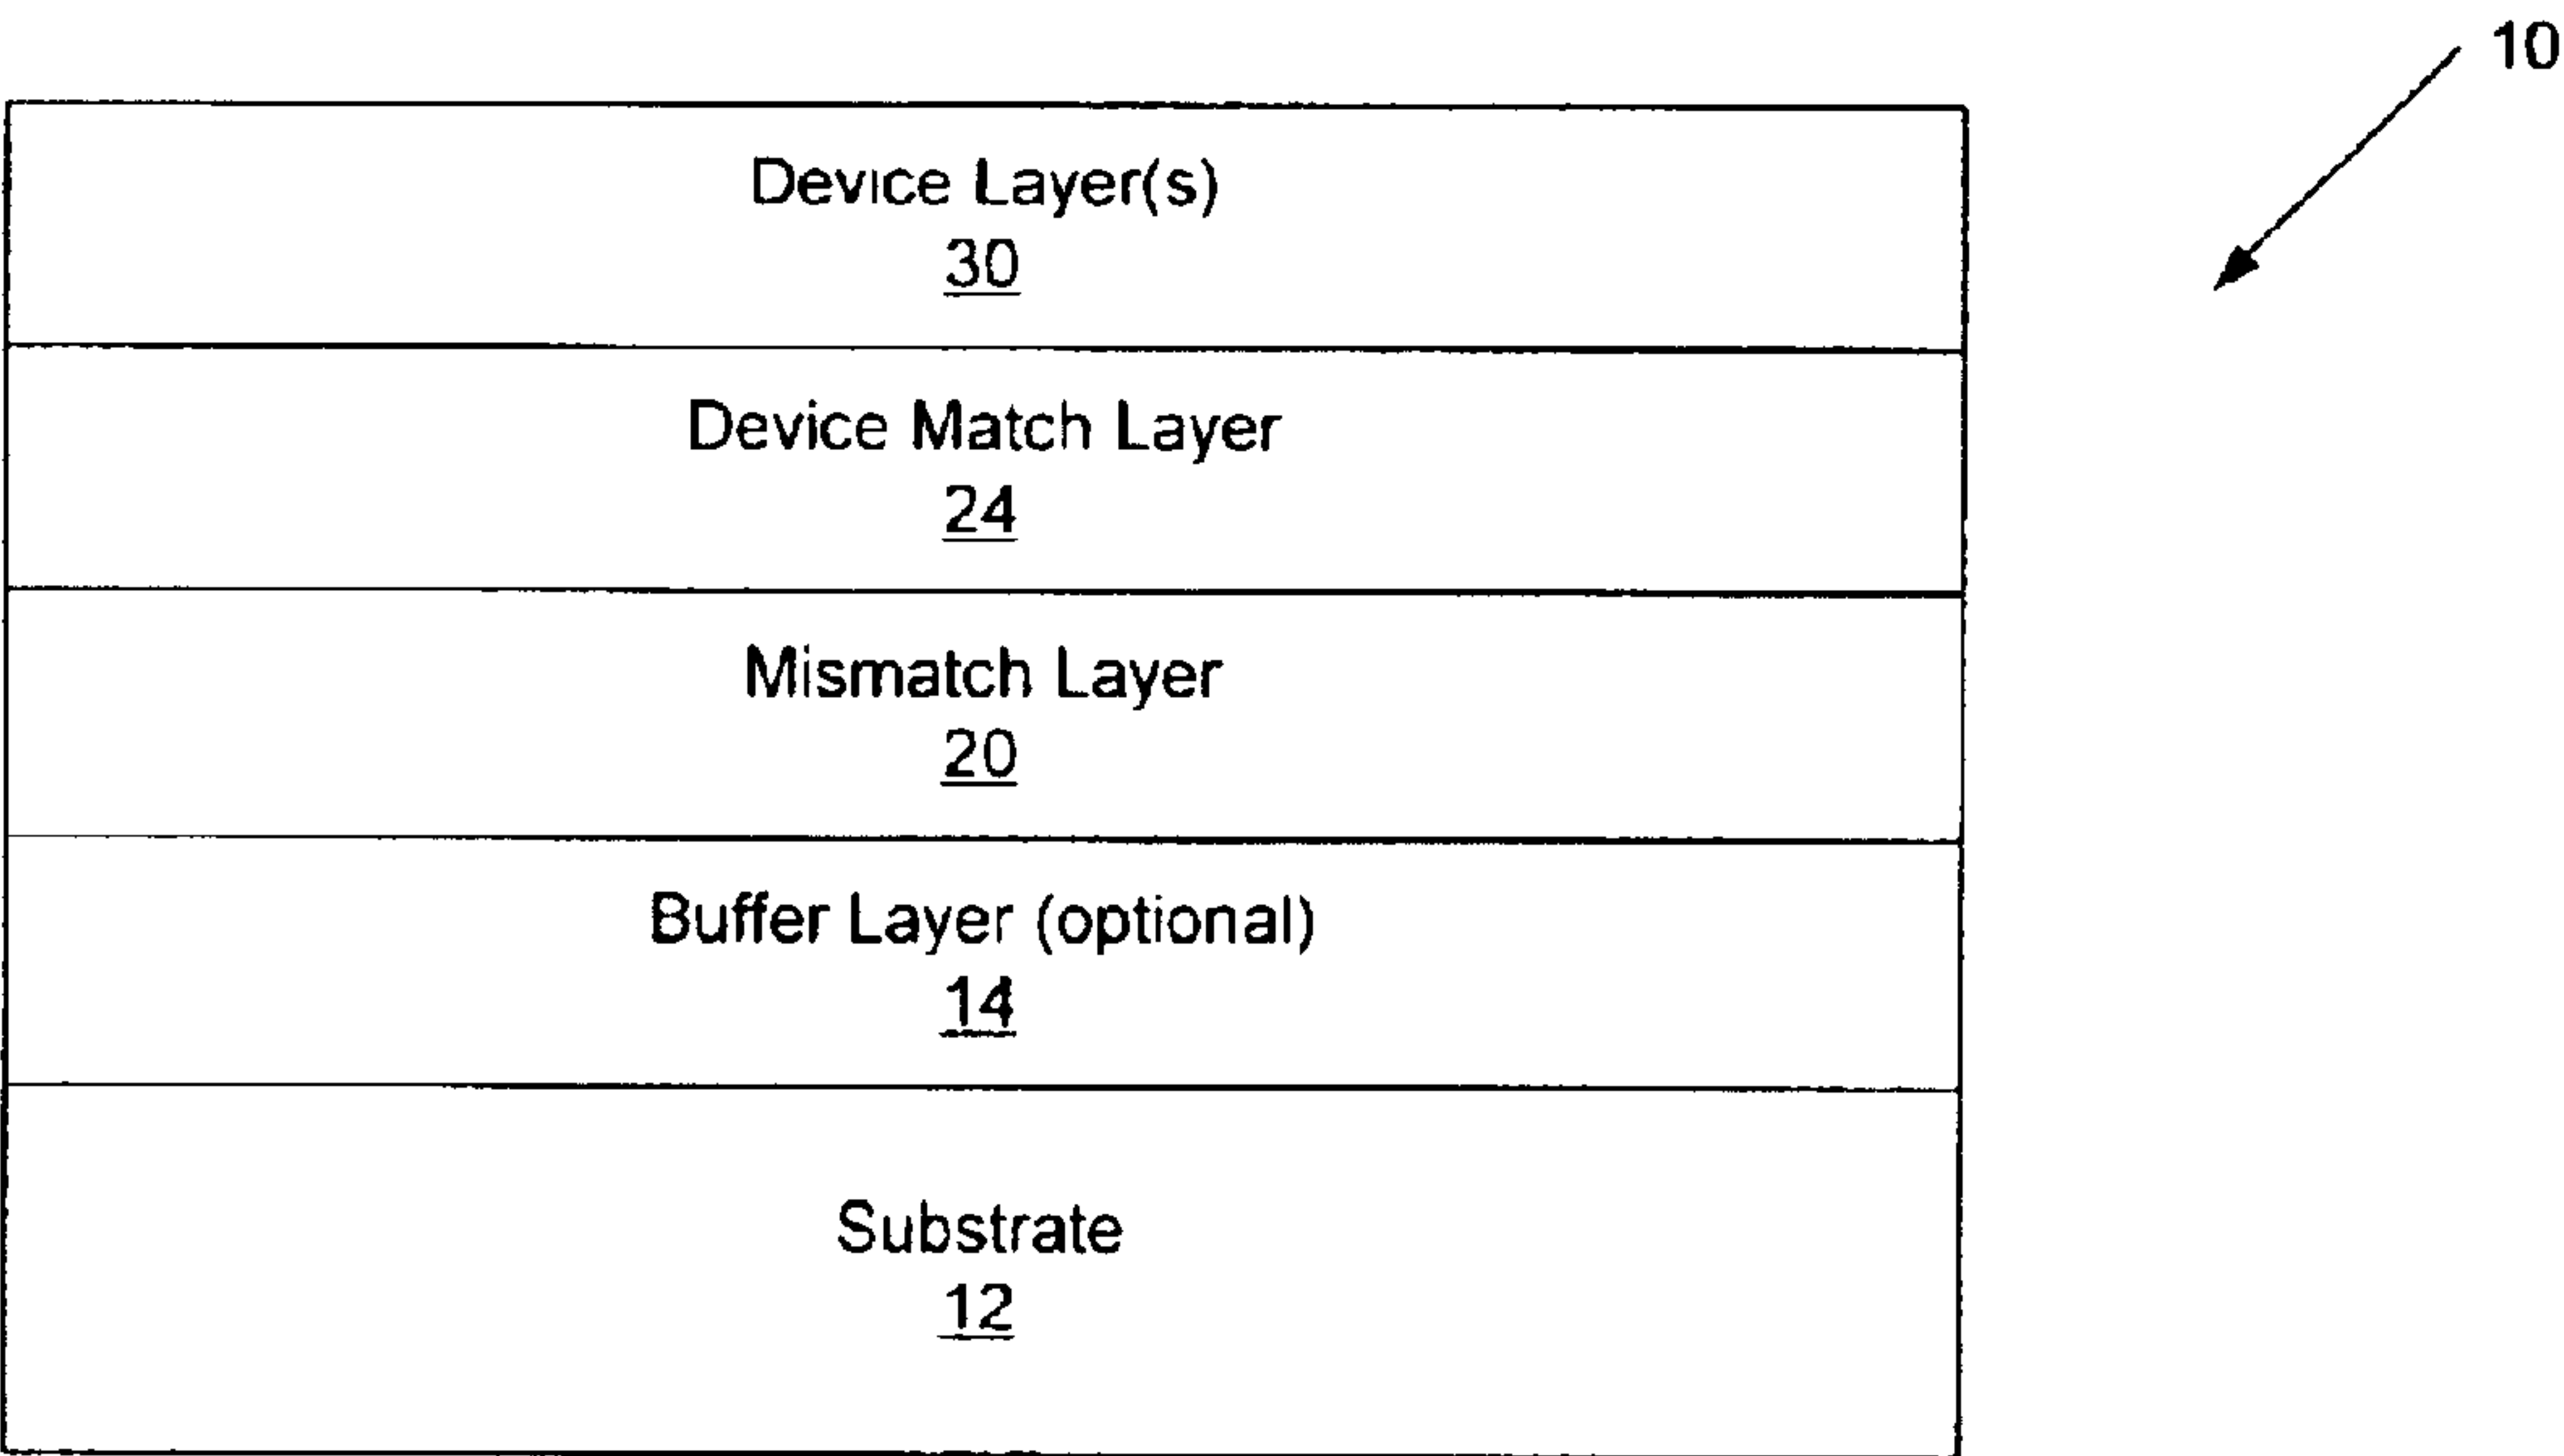 10
Device Layer(s)
30
Device Match Layer
24
Mismatch Layer
20
Buffer Layer (optional)
14
Substrate
12